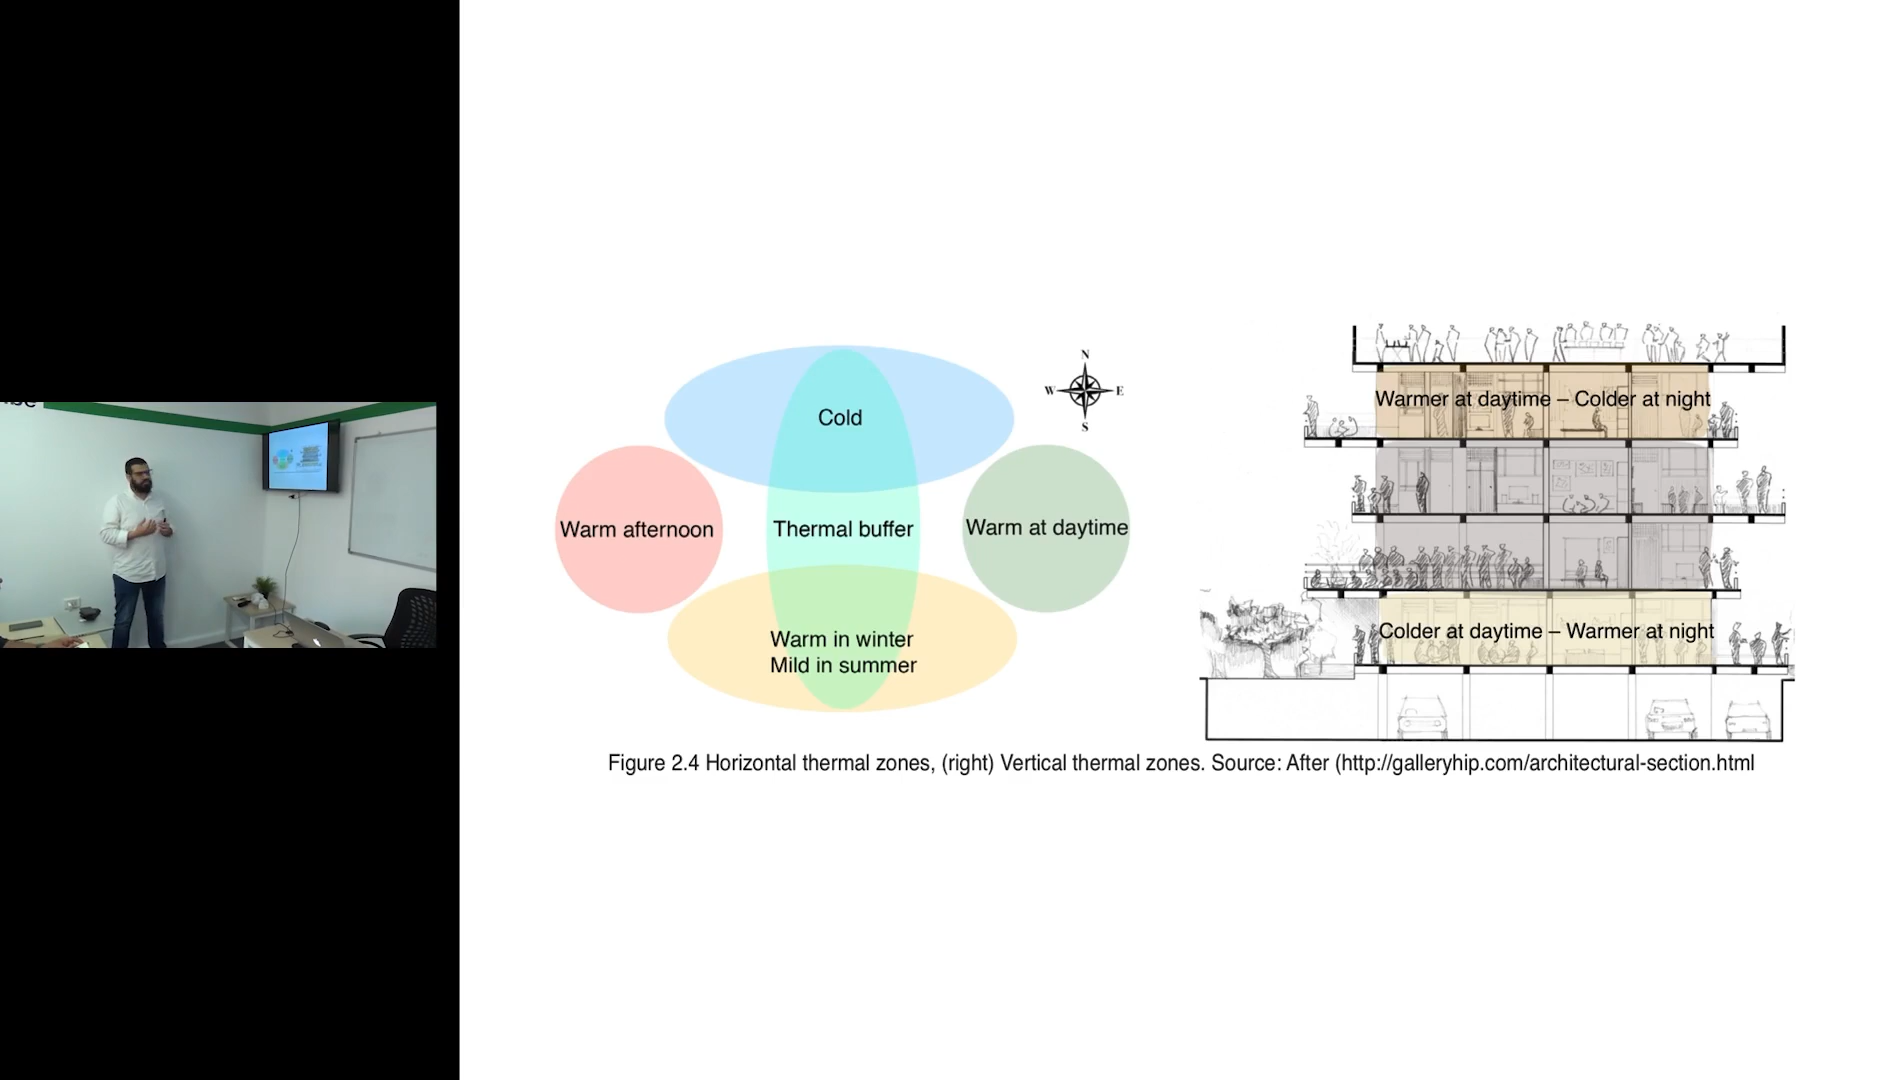 Cold
N
W
E
S
Warm afternoon
Thermal buffer
Warm at daytime
Warm in winter
Mild in summer
Warmer at daytime – Colder at night
Colder at daytime – Warmer at night
Figure 2.4 Horizontal thermal zones, (right) Vertical thermal zones. Source: After (http://galleryhip.com/architectural-section.html